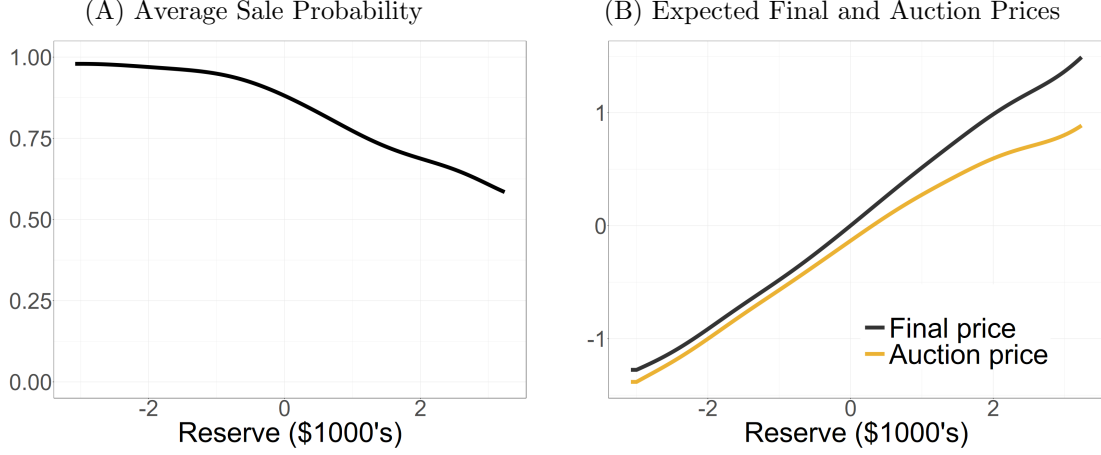 (A) Average Sale Probability
1.00
0.75
0.50
0.25
0.00
-2
0
2
Reserve ($1000's)
(B) Expected Final and Auction Prices
1
0
-1
-2
0
2
Final price
Auction price
Reserve ($1000's)